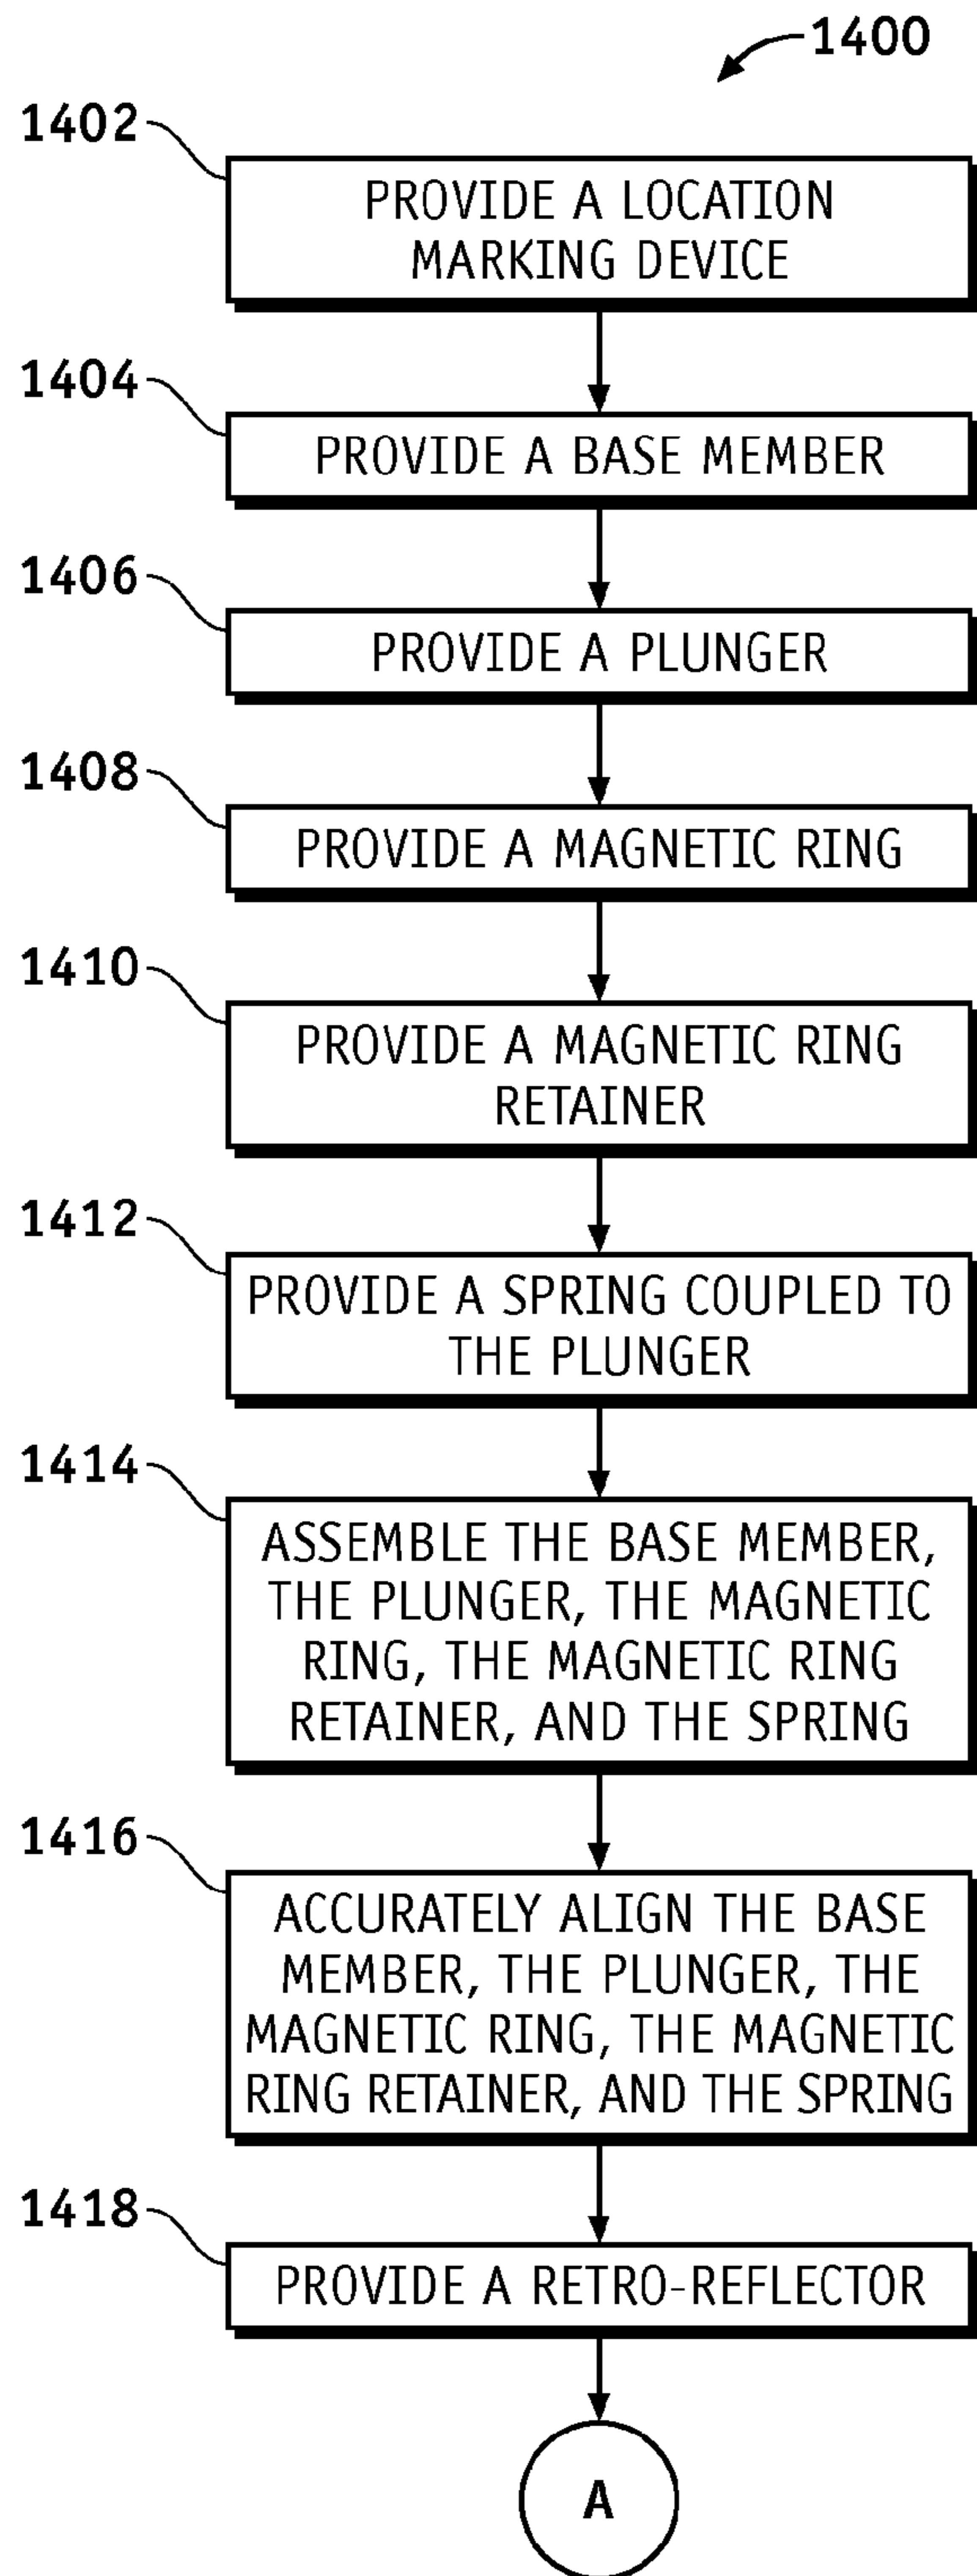 1400
1402
PROVIDE A LOCATION
MARKING DEVICE
1404
PROVIDE A BASE MEMBER
1406
PROVIDE A PLUNGER
1408
PROVIDE A MAGNETIC RING
1410
PROVIDE A MAGNETIC RING
RETAINER
1412
PROVIDE A SPRING COUPLED TO
THE PLUNGER
1414
ASSEMBLE THE BASE MEMBER,
THE PLUNGER, THE MAGNETIC
RING, THE MAGNETIC RING
RETAINER, AND THE SPRING
1416
ACCURATELY ALIGN THE BASE
MEMBER, THE PLUNGER, THE
MAGNETIC RING, THE MAGNETIC
RING RETAINER, AND THE SPRING
1418
PROVIDE A RETRO-REFLECTOR
A